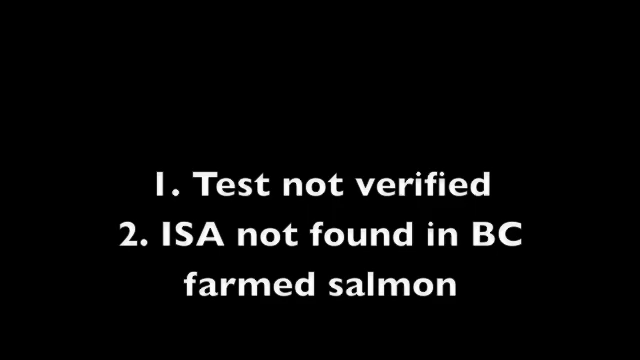 1. Test not verified
2. ISA not found in BC
farmed salmon